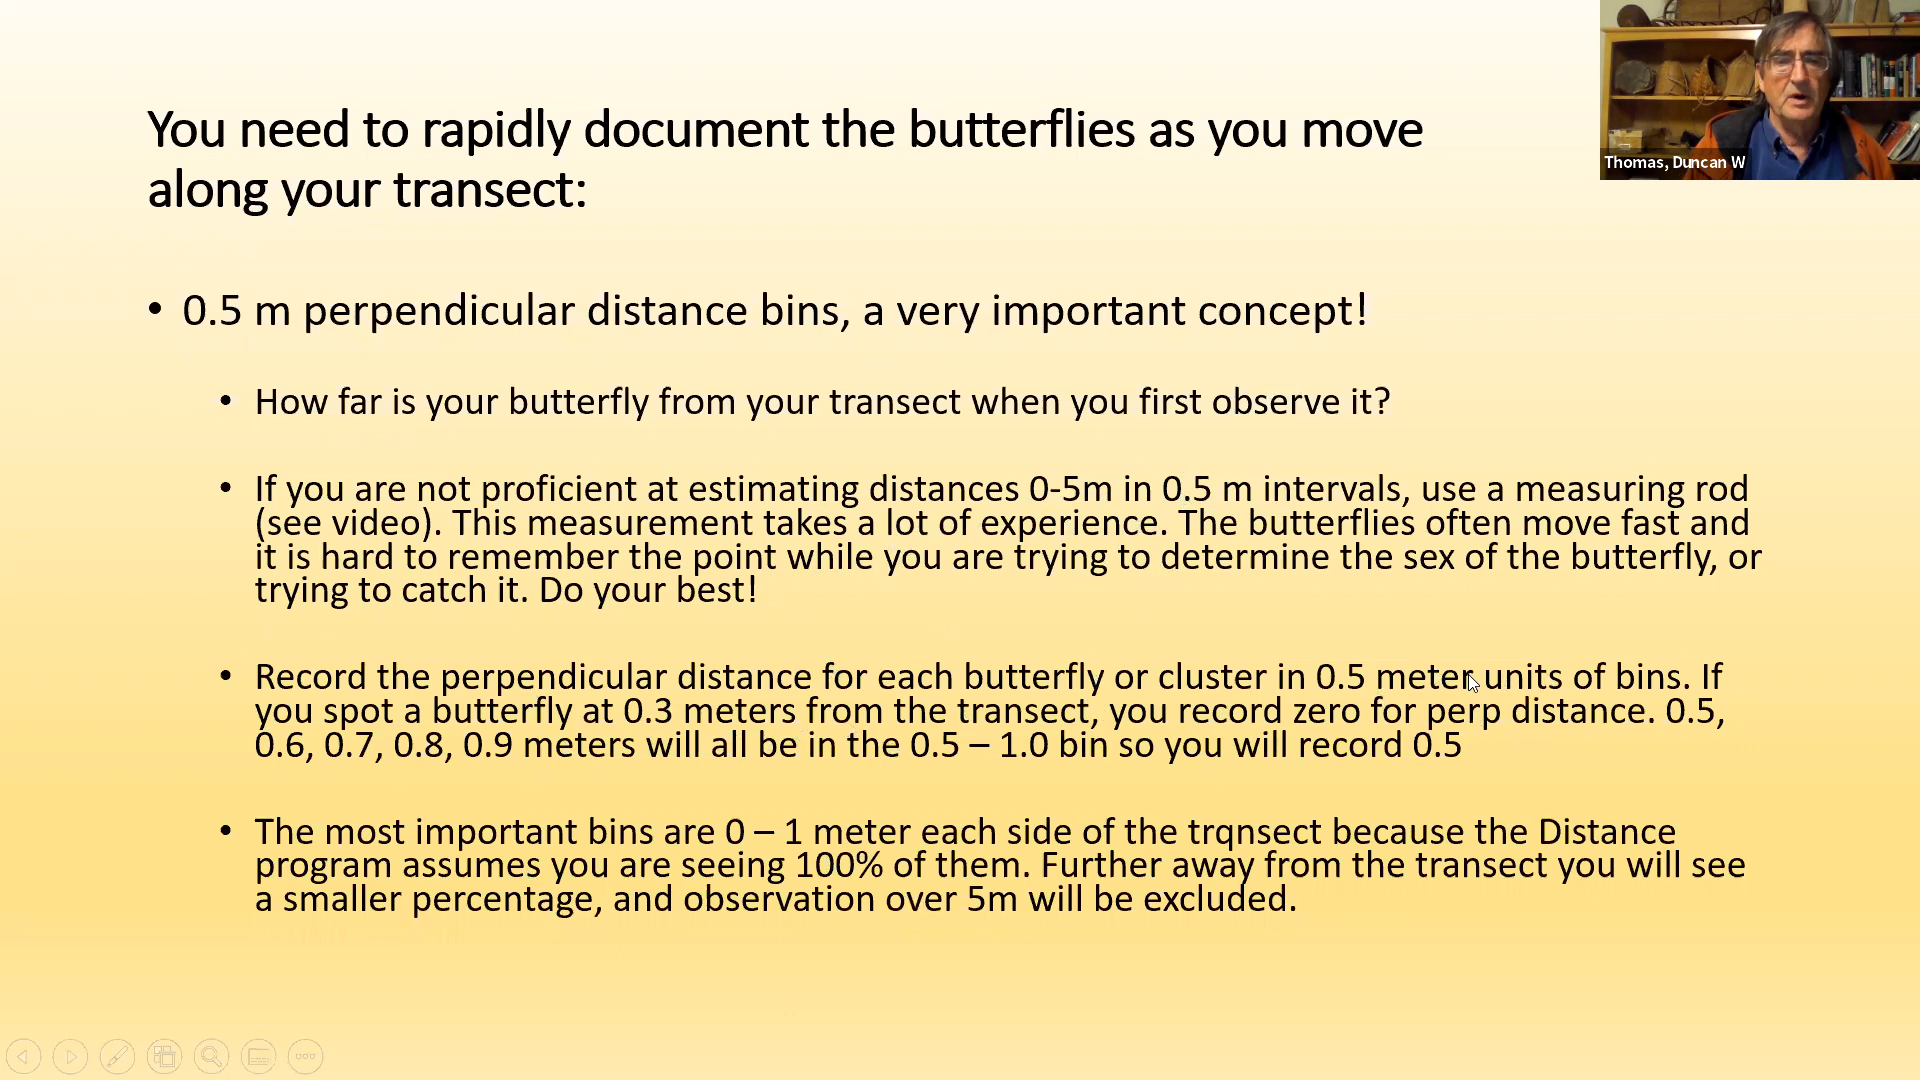 You need to rapidly document the butterflies as you move
along your transect:
Thomas, Duncan W
• 0.5 m perpendicular distance bins, a very important concept!
• How far is your butterfly from your transect when you first observe it?
• If you are not proficient at estimating distances 0-5m in 0.5 m intervals, use a measuring rod
(see video). This measurement takes a lot of experience. The butterflies often move fast and
it is hard to remember the point while you are trying to determine the sex of the butterfly, or
trying to catch it. Do your best!
• Record the perpendicular distance for each butterfly or cluster in 0.5 meter units of bins. If
you spot a butterfly at 0.3 meters from the transect, you record zero for perp distance. 0.5,
0.6, 0.7, 0.8, 0.9 meters will all be in the 0.5 – 1.0 bin so you will record 0.5
• The most important bins are 0 – 1 meter each side of the trqnsect because the Distance
program assumes you are seeing 100% of them. Further away from the transect you will see
a smaller percentage, and observation over 5m will be excluded.